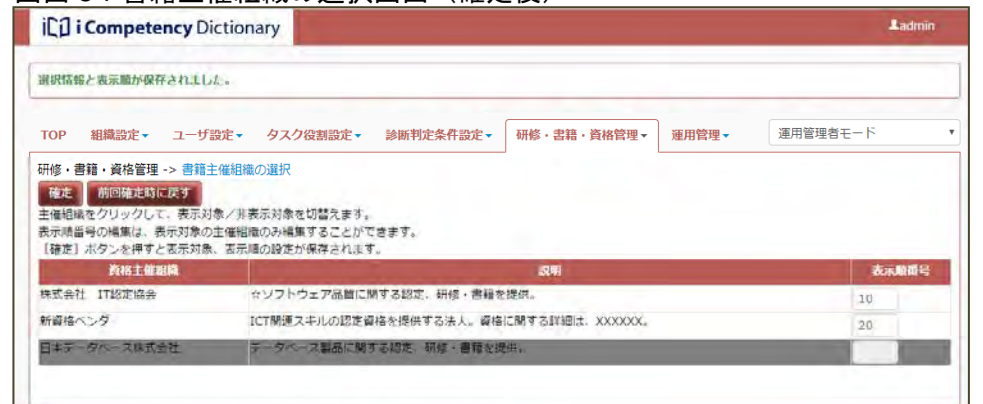 i Competency Dictionary
admin
選択情報と表示順が保存されました。
TOP 組織設定 ユーザ設定 タスク役割設定 診断判定条件設定 研修・書籍・資格管理 運用管理 運用管理者モード
研修・書籍・資格管理 -> 書籍主催組織の選択
確定 前回確定時に戻す
主催組織をクリックして、表示対象／非表示対象を切替えます。
表示順番号の編集は、表示対象の主催組織のみ編集することができます。
［確定］ボタンを押すと表示対象、表示順の設定が保存されます。
資格主催組織 説明 表示順番号
株式会社 IT認定協会 ☆ソフトウェア品質に関する認定、研修・書籍を提供。 10
新資格ベンダ ICT関連スキルの認定資格を提供する法人。資格に関する詳細は、XXXXXX。 20
日本データベース株式会社 データベース製品に関する認定、研修・書籍を提供。